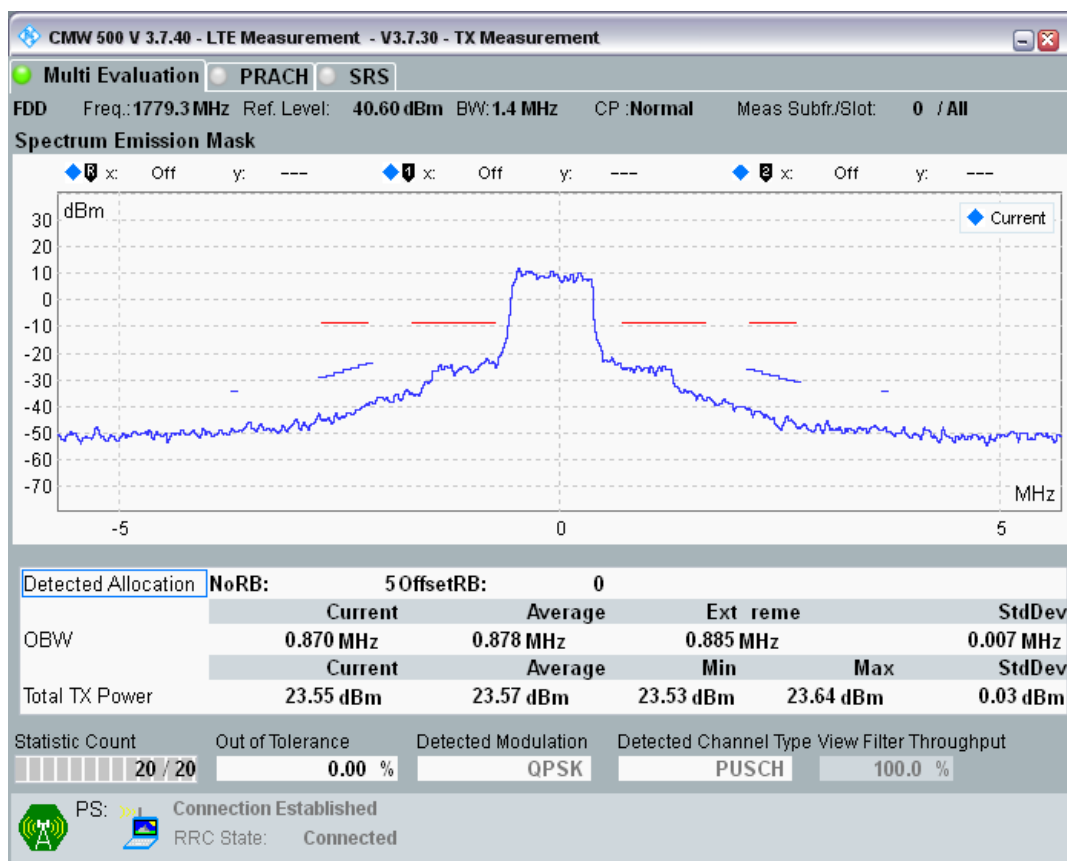 CMW 500 V 3.7.40 - LTE Measurement - V3.7.30 - TX Measurement
Multi Evaluation PRACH SRS
FDD Freq.: 1779.3 MHz Ref. Level: 40.60 dBm BW: 1.4 MHz CP :Normal Meas Subfr./Slot: 0 / All
Spectrum Emission Mask
R x: Off y: --- 1 x: Off y: --- 2 x: Off y: ---
dBm
Current
30
20
10
0
-10
-20
-30
-40
-50
-60
-70
MHz
-5 0 5
Detected Allocation NoRB: 5 OffsetRB: 0
Current Average Ext reme StdDev
OBW 0.870 MHz 0.878 MHz 0.885 MHz 0.007 MHz
Current Average Min Max StdDev
Total TX Power 23.55 dBm 23.57 dBm 23.53 dBm 23.64 dBm 0.03 dBm
Statistic Count Out of Tolerance Detected Modulation Detected Channel Type View Filter Throughput
20 / 20 0.00 % QPSK PUSCH 100.0 %
PS: Connection Established
RRC State: Connected